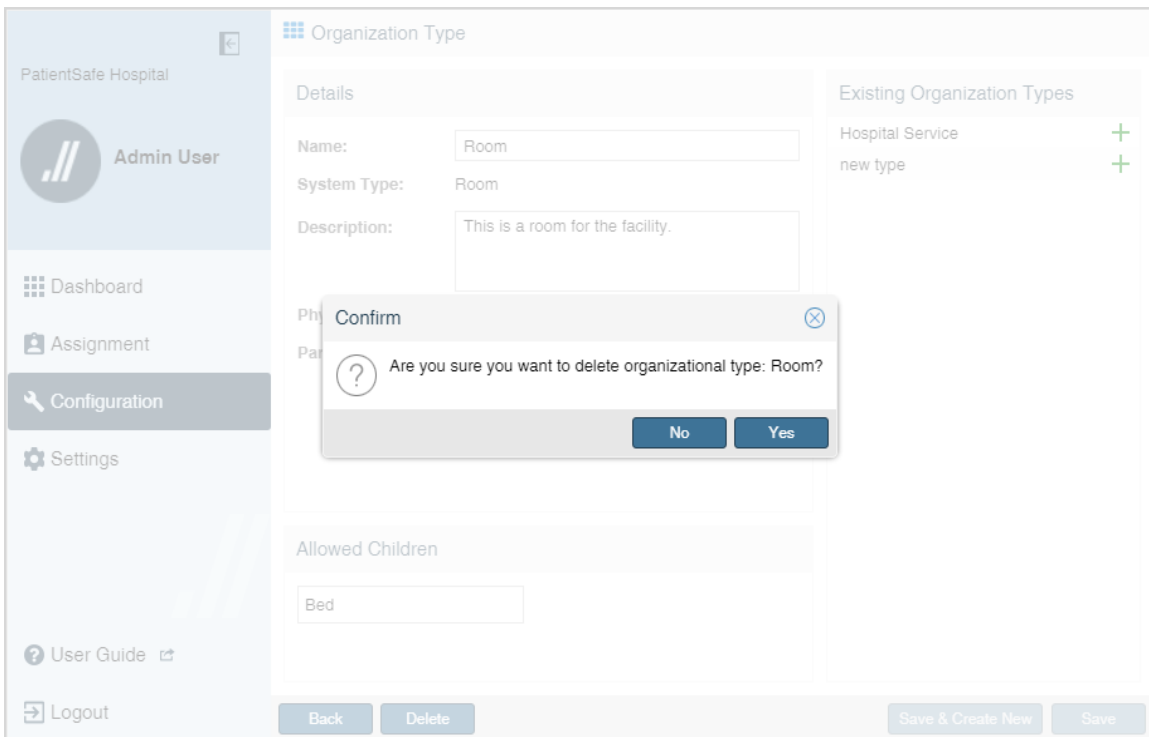 PatientSafe Hospital
Admin User
Dashboard
Assignment
Configuration
Settings
User Guide
Logout
Organization Type
Details
Name: Room
System Type: Room
Description: This is a room for the facility.
Confirm
Are you sure you want to delete organizational type: Room?
No Yes
Allowed Children
Bed
Existing Organization Types
Hospital Service
new type
Back Delete Save & Create New Save